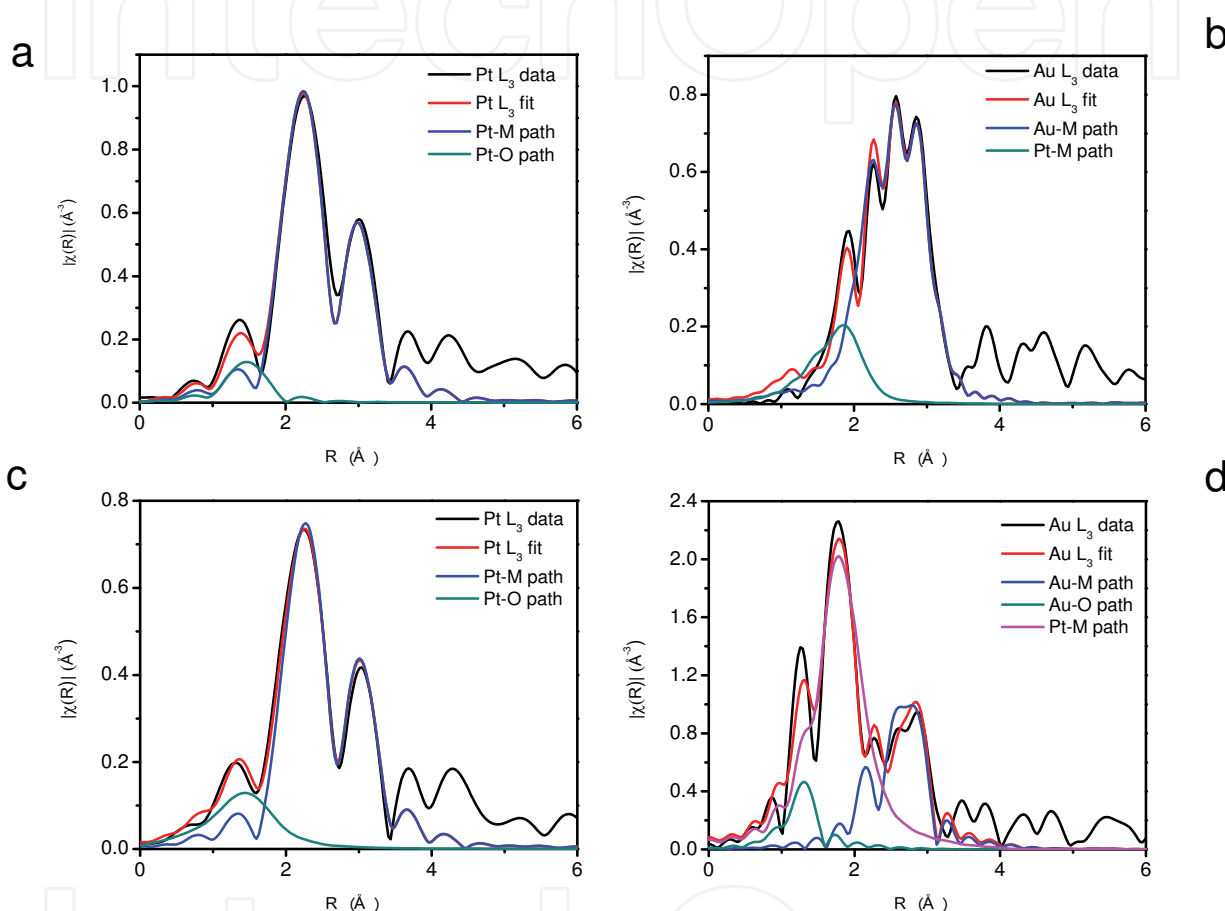 IntechOpen
a
1.0
0.8
0.6
0.4
0.2
0.0
|χ(R)| (Å⁻³)
Pt L₃ data
Pt L₃ fit
Pt-M path
Pt-O path
0 2 4 6
R (Å)
b
0.8
0.6
0.4
0.2
0.0
|χ(R)| (Å⁻³)
Au L₃ data
Au L₃ fit
Au-M path
Pt-M path
0 2 4 6
R (Å)
c
0.8
0.6
0.4
0.2
0.0
|χ(R)| (Å⁻³)
Pt L₃ data
Pt L₃ fit
Pt-M path
Pt-O path
0 2 4 6
R (Å)
d
2.4
2.0
1.6
1.2
0.8
0.4
0.0
|χ(R)| (Å⁻³)
Au L₃ data
Au L₃ fit
Au-M path
Au-O path
Pt-M path
0 2 4 6
R (Å)